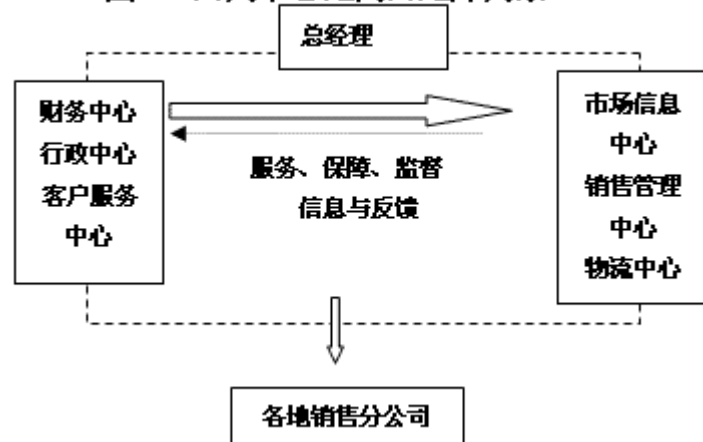 总经理
财务中心
行政中心
客户服务
中心
服务、保障、监督
信息与反馈
市场信息
中心
销售管理
中心
物流中心
各地销售分公司